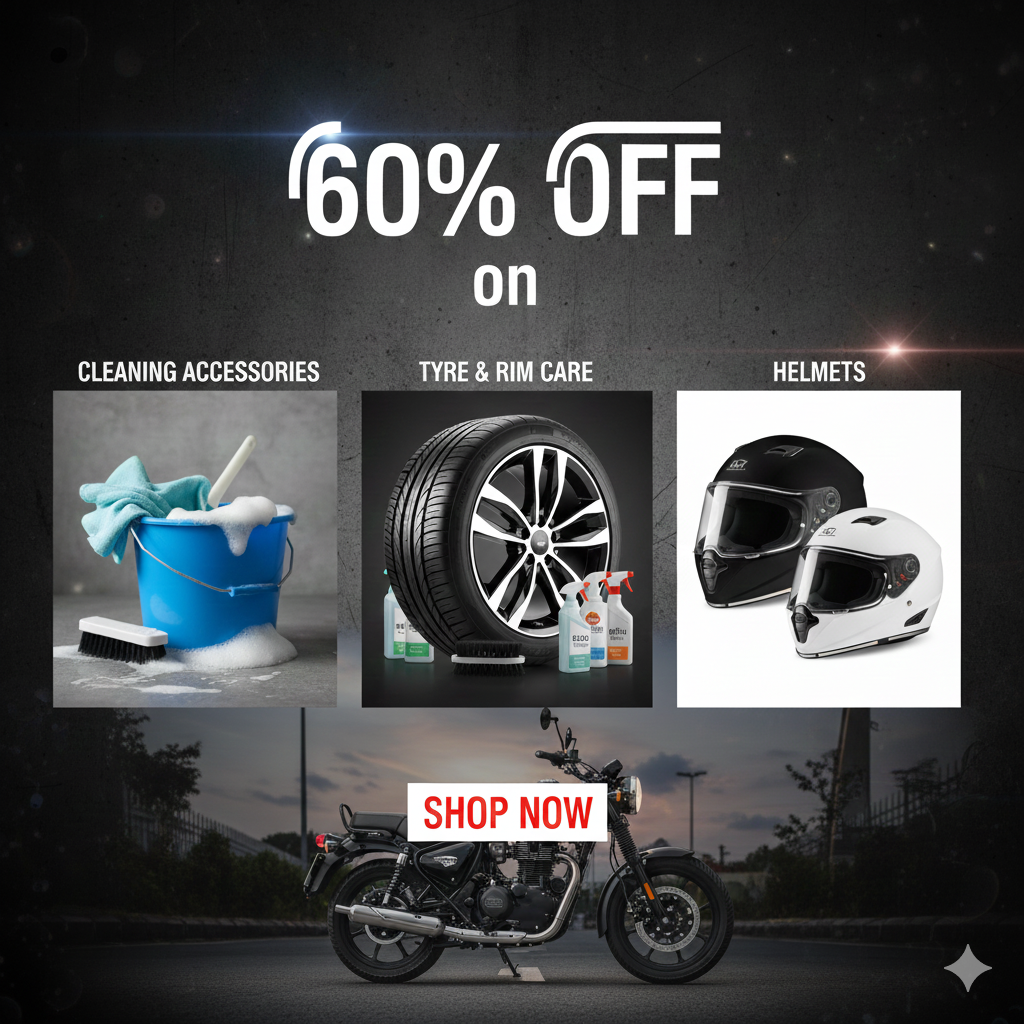 60% OFF
on
CLEANING ACCESSORIES
TYRE & RIM CARE
HELMETS
SHOP NOW